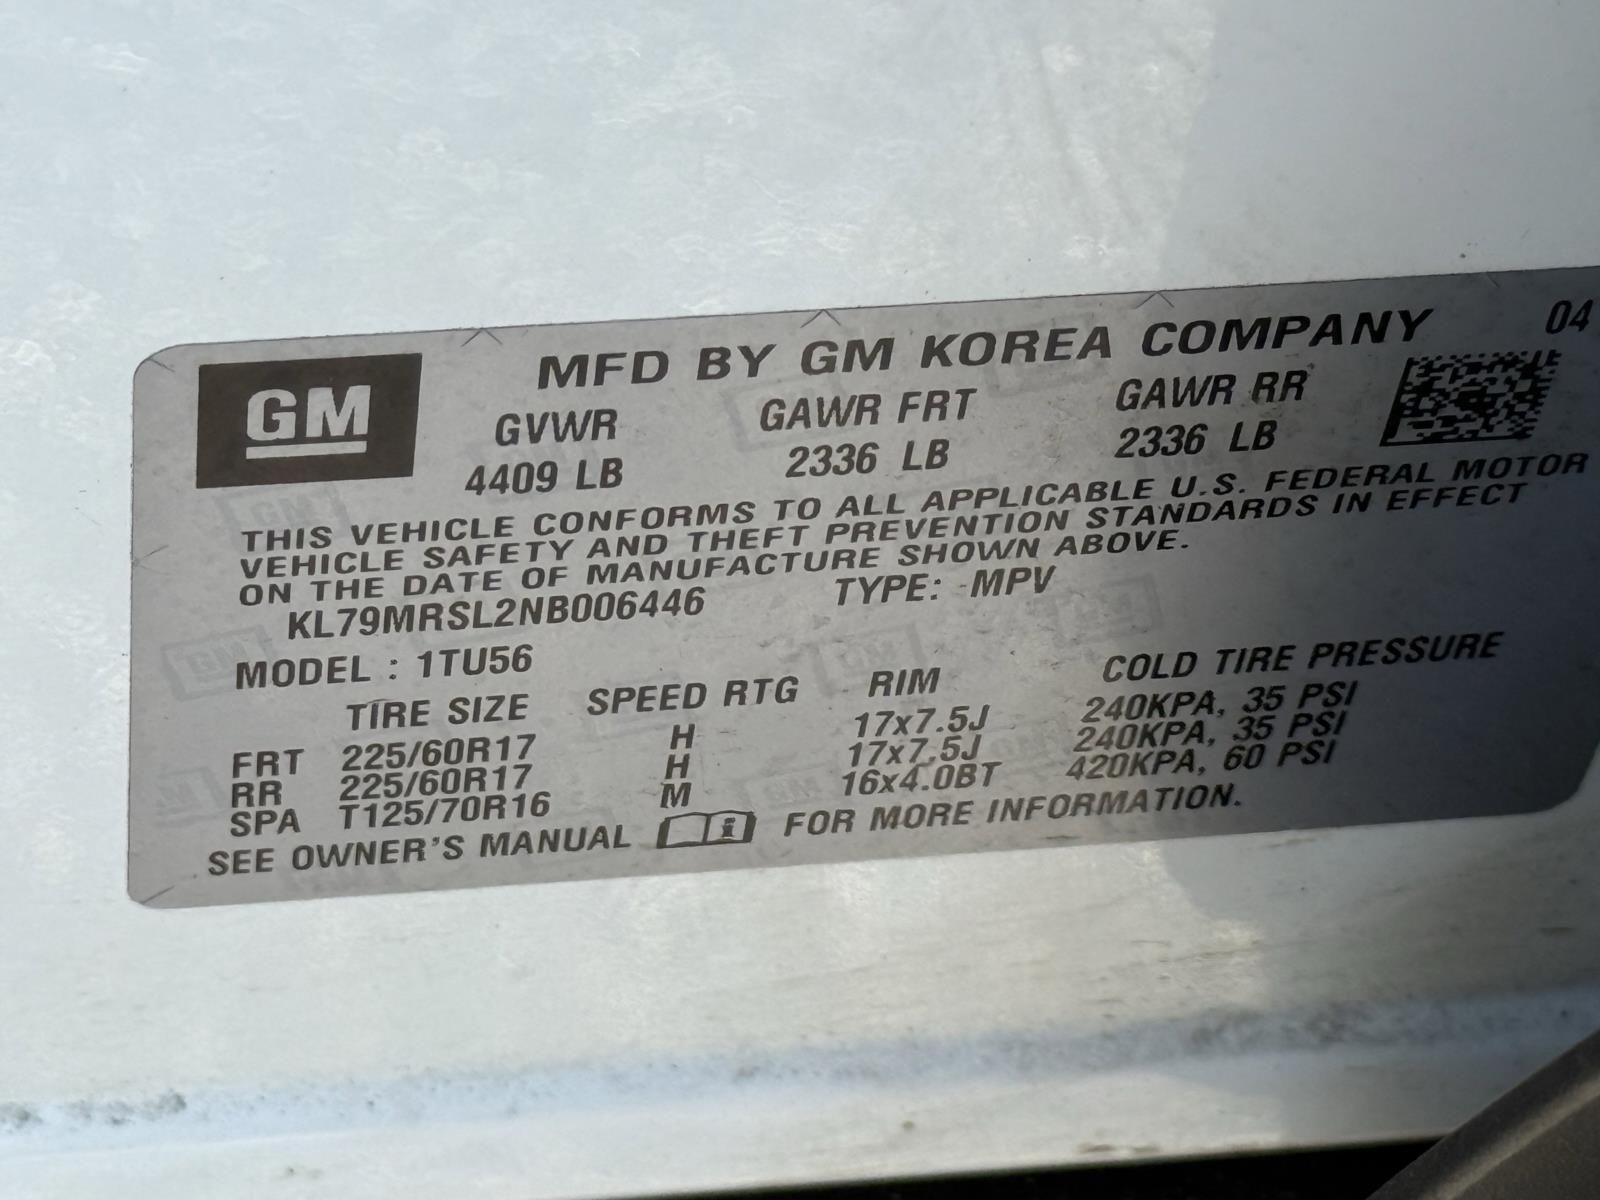 GM
MFD BY GM KOREA COMPANY 04
GVWR GAWR FRT GAWR RR
4409 LB 2336 LB 2336 LB
THIS VEHICLE CONFORMS TO ALL APPLICABLE U.S. FEDERAL MOTOR
VEHICLE SAFETY AND THEFT PREVENTION STANDARDS IN EFFECT
ON THE DATE OF MANUFACTURE SHOWN ABOVE.
KL79MRSL2NB006446 TYPE: MPV
MODEL : 1TU56
TIRE SIZE SPEED RTG RIM COLD TIRE PRESSURE
FRT 225/60R17 H 17x7.5J 240KPA, 35 PSI
RR 225/60R17 H 17x7.5J 240KPA, 35 PSI
SPA T125/70R16 M 16x4.0BT 420KPA, 60 PSI
SEE OWNER'S MANUAL i FOR MORE INFORMATION.